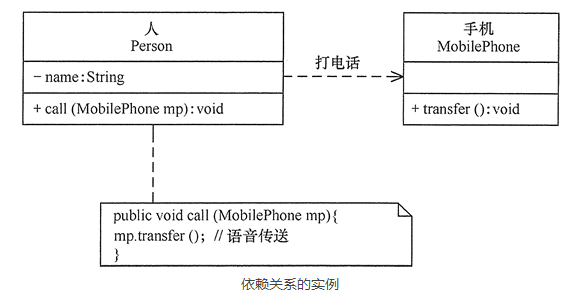 人
Person
－name:String
＋call (MobilePhone mp):void
打电话
手机
MobilePhone
＋transfer ():void
public void call (MobilePhone mp){
mp.transfer (); // 语音传送
}
依赖关系的实例